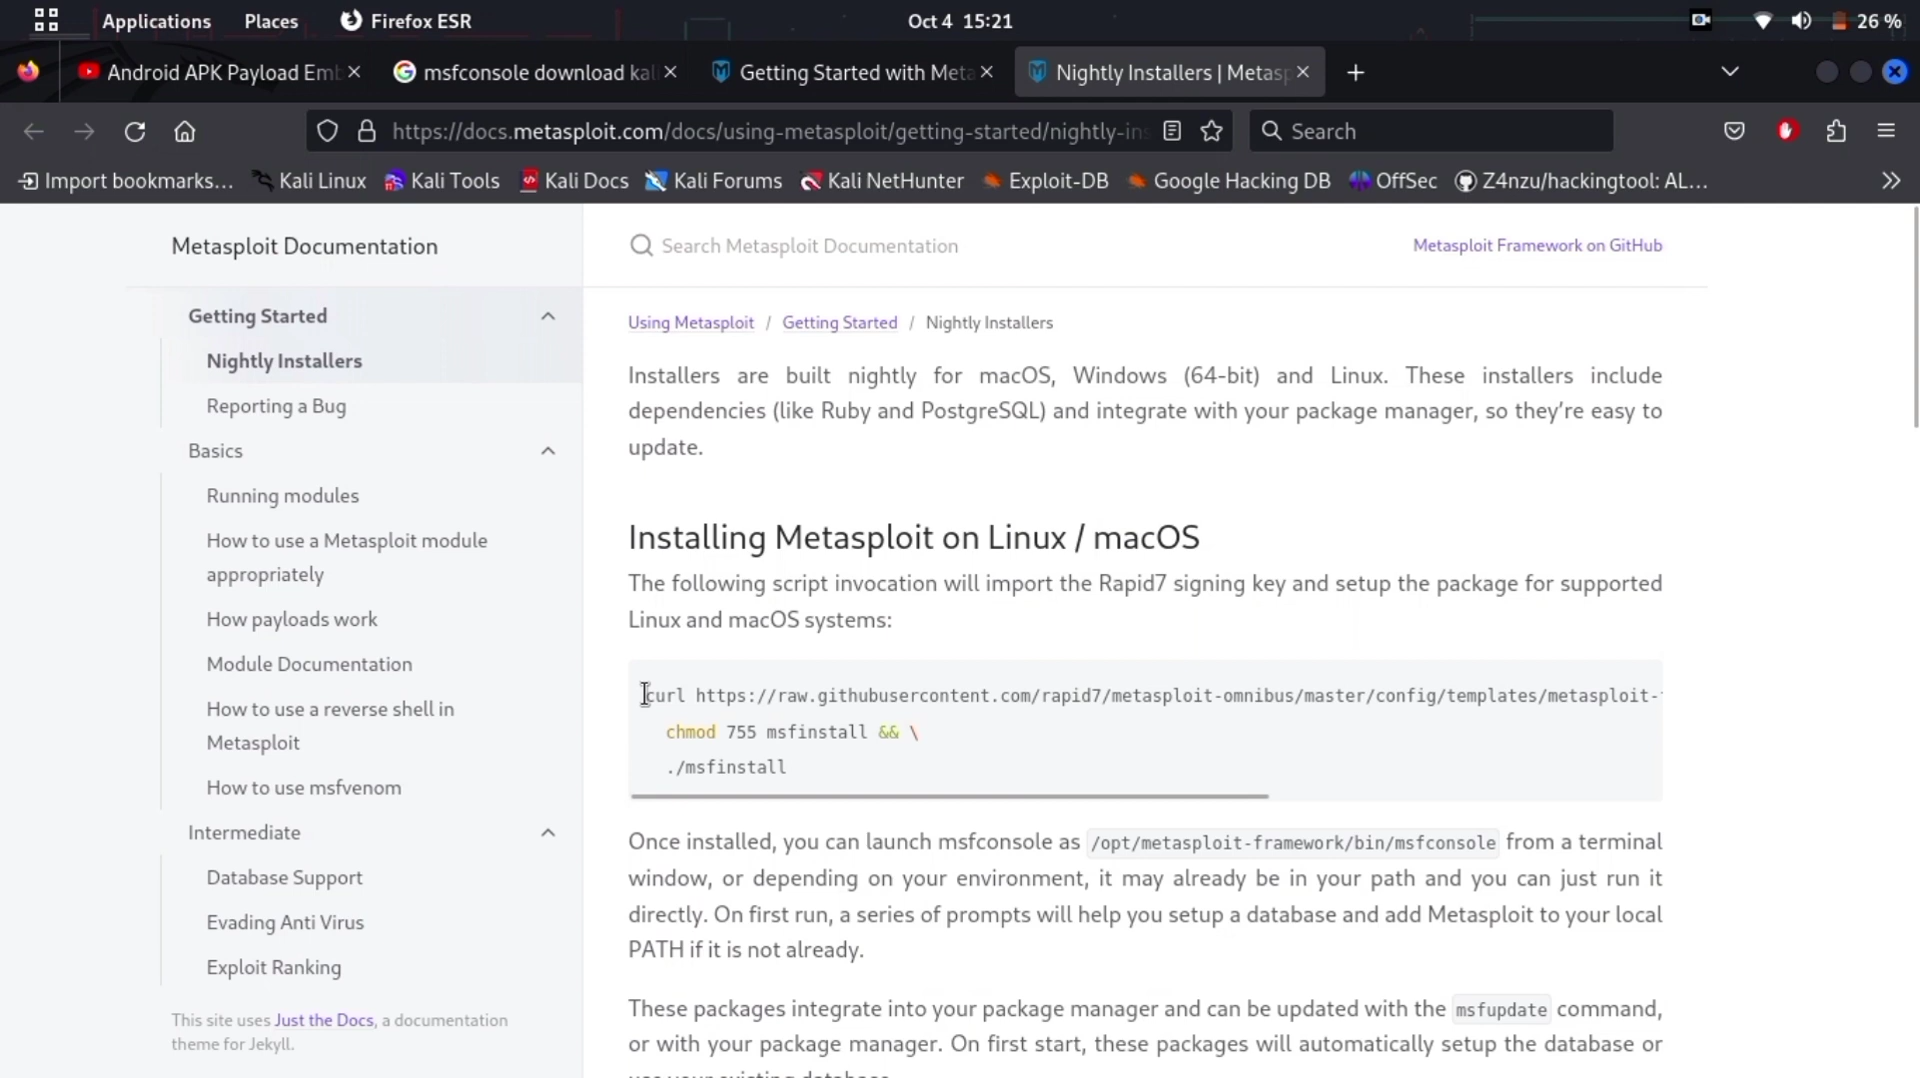 Applications Places Firefox ESR Oct 4 15:21 26 %
Android APK Payload Emb msfconsole download kali Getting Started with Meta Nightly Installers | Metasp
https://docs.metasploit.com/docs/using-metasploit/getting-started/nightly-ins Search
Import bookmarks... Kali Linux Kali Tools Kali Docs Kali Forums Kali NetHunter Exploit-DB Google Hacking DB OffSec Z4nzu/hackingtool: AL...
Metasploit Documentation
Search Metasploit Documentation
Metasploit Framework on GitHub
Getting Started
Nightly Installers
Reporting a Bug
Basics
Running modules
How to use a Metasploit module
appropriately
How payloads work
Module Documentation
How to use a reverse shell in
Metasploit
How to use msfvenom
Intermediate
Database Support
Evading Anti Virus
Exploit Ranking
This site uses Just the Docs, a documentation
theme for Jekyll.
Using Metasploit / Getting Started / Nightly Installers
Installers are built nightly for macOS, Windows (64-bit) and Linux. These installers include
dependencies (like Ruby and PostgreSQL) and integrate with your package manager, so they’re easy to
update.
Installing Metasploit on Linux / macOS
The following script invocation will import the Rapid7 signing key and setup the package for supported
Linux and macOS systems:
curl https://raw.githubusercontent.com/rapid7/metasploit-omnibus/master/config/templates/metasploit-
chmod 755 msfinstall && \
./msfinstall
Once installed, you can launch msfconsole as /opt/metasploit-framework/bin/msfconsole from a terminal
window, or depending on your environment, it may already be in your path and you can just run it
directly. On first run, a series of prompts will help you setup a database and add Metasploit to your local
PATH if it is not already.
These packages integrate into your package manager and can be updated with the msfupdate command,
or with your package manager. On first start, these packages will automatically setup the database or
use your existing database.